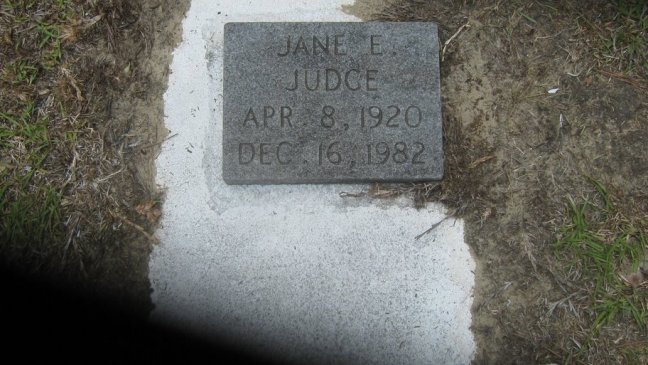 JANE E.
JUDGE
APR. 8, 1920
DEC. 16, 1982